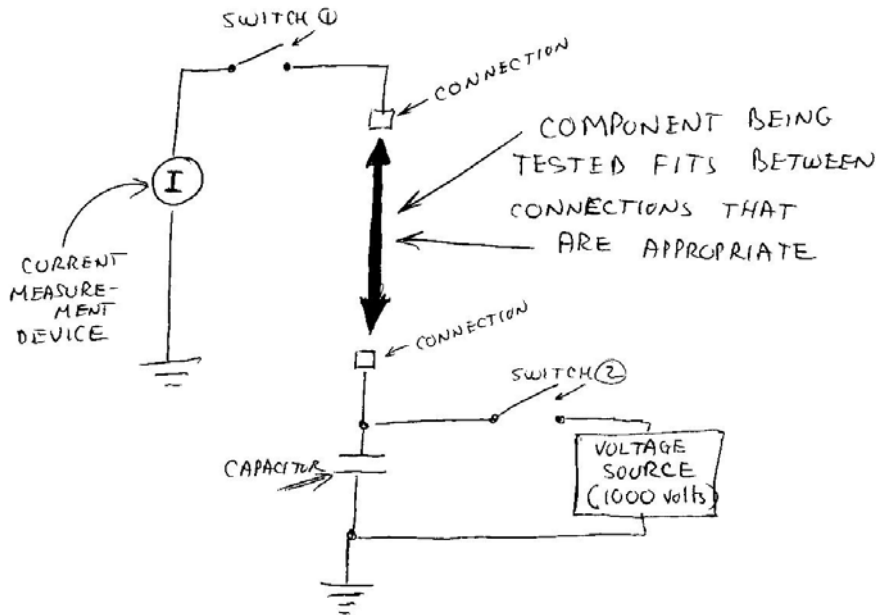 SWITCH ①
CONNECTION
COMPONENT BEING
TESTED FITS BETWEEN
CONNECTIONS THAT
ARE APPROPRIATE
I
CURRENT
MEASURE-
MENT
DEVICE
CONNECTION
SWITCH ②
VOLTAGE
SOURCE
(1000 volts)
CAPACITOR